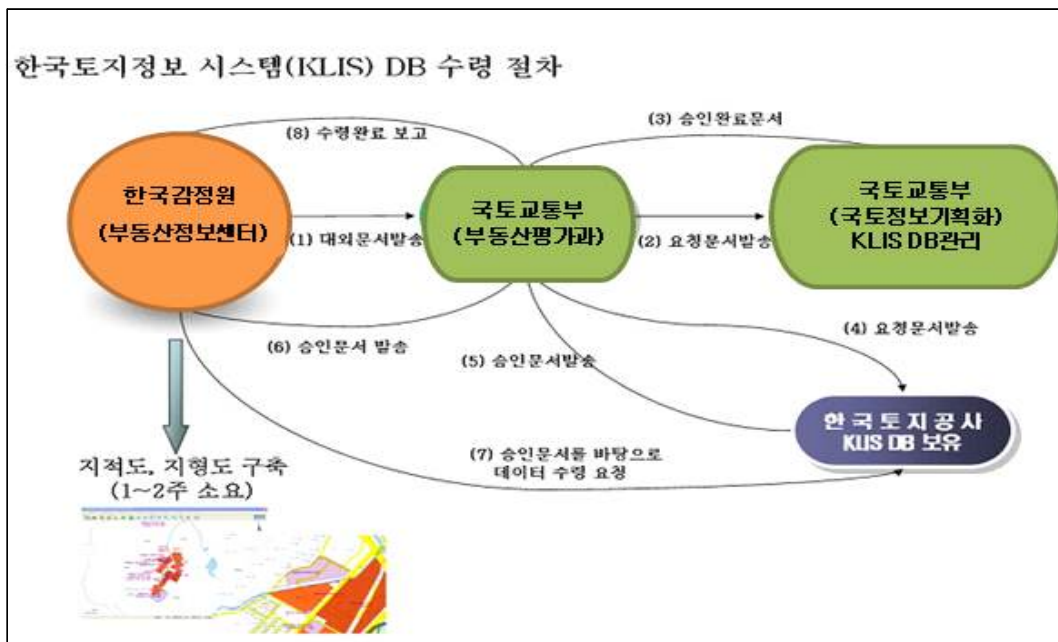 한국토지정보 시스템(KLIS) DB 수령 절차
(8) 수령완료 보고
(3) 승인완료문서
한국감정원
(부동산정보센터)
(1) 대외문서발송
국토교통부
(부동산평가과)
(2) 요청문서발송
국토교통부
(국토정보기획화)
KLIS DB관리
(6) 승인문서 발송
(5) 승인문서발송
(4) 요청문서발송
한국토지공사
KLIS DB 보유
(7) 승인문서를 바탕으로
데이터 수령 요청
지적도, 지형도 구축
(1~2주 소요)